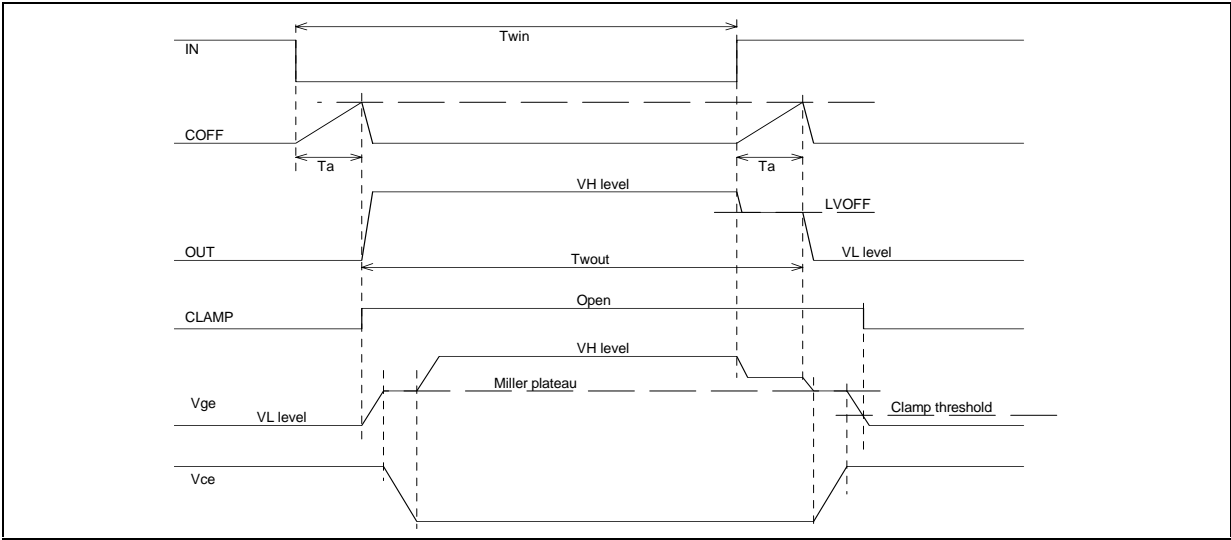 Twin
IN
COFF
Ta
Ta
VH level
LVOFF
OUT
VL level
Twout
Open
CLAMP
VH level
Miller plateau
Vge
Clamp threshold
VL level
Vce